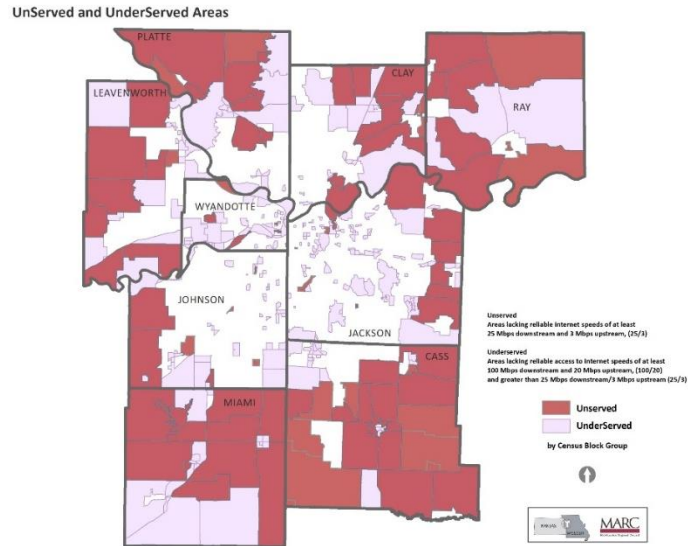 UnServed and UnderServed Areas
PLATTE
CLAY
LEAVENWORTH
RAY
WYANDOTTE
JOHNSON
JACKSON
CASS
MIAMI
Unserved
Areas lacking reliable internet speeds of at least
25 Mbps downstream and 3 Mbps upstream, (25/3)
Underserved
Areas lacking reliable access to internet speeds of at least
100 Mbps downstream and 20 Mbps upstream, (100/20)
and greater than 25 Mbps downstream/3 Mbps upstream (25/3)
Unserved
UnderServed
by Census Block Group
KANSAS
MISSOURI
MARC